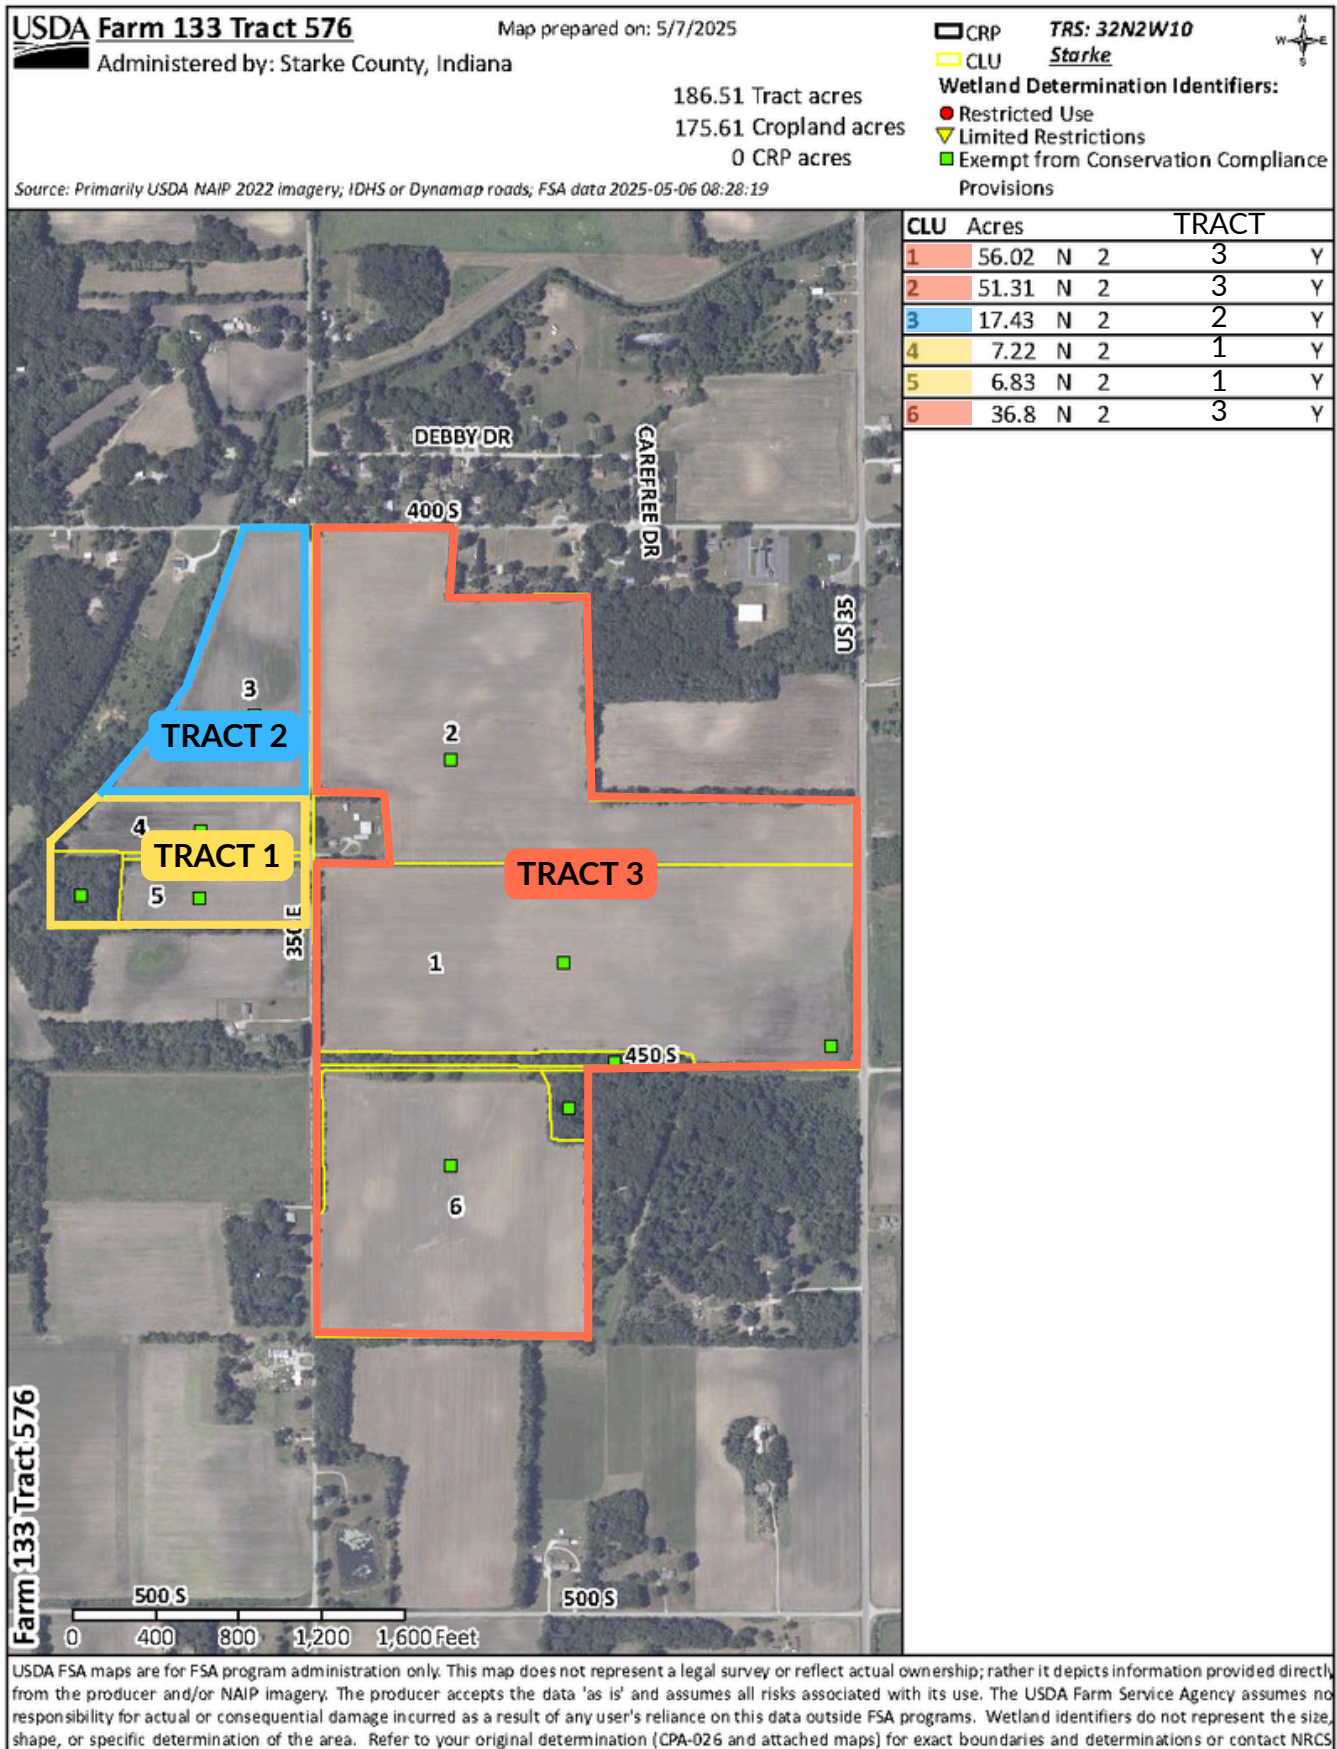 USDA Farm 133 Tract 576
Administered by: Starke County, Indiana
Map prepared on: 5/7/2025
186.51 Tract acres
175.61 Cropland acres
0 CRP acres
Source: Primarily USDA NAIP 2022 imagery; IDHS or Dynamap roads; FSA data 2025-05-06 08:28:19
CRP
CLU
TRS: 32N2W10
Starke
N
W E
S
Wetland Determination Identifiers:
Restricted Use
Limited Restrictions
Exempt from Conservation Compliance
Provisions
CLU Acres TRACT
1 56.02 N 2 3 Y
2 51.31 N 2 3 Y
3 17.43 N 2 2 Y
4 7.22 N 2 1 Y
5 6.83 N 2 1 Y
6 36.8 N 2 3 Y
DEBBY DR
CAREFREE DR
400 S
US 35
3
TRACT 2
2
4
TRACT 1
TRACT 3
5
350 E
1
450 S
6
Farm 133 Tract 576
500 S
500 S
0 400 800 1,200 1,600 Feet
USDA FSA maps are for FSA program administration only. This map does not represent a legal survey or reflect actual ownership; rather it depicts information provided directly
from the producer and/or NAIP imagery. The producer accepts the data 'as is' and assumes all risks associated with its use. The USDA Farm Service Agency assumes no
responsibility for actual or consequential damage incurred as a result of any user's reliance on this data outside FSA programs. Wetland identifiers do not represent the size,
shape, or specific determination of the area. Refer to your original determination (CPA-026 and attached maps) for exact boundaries and determinations or contact NRCS